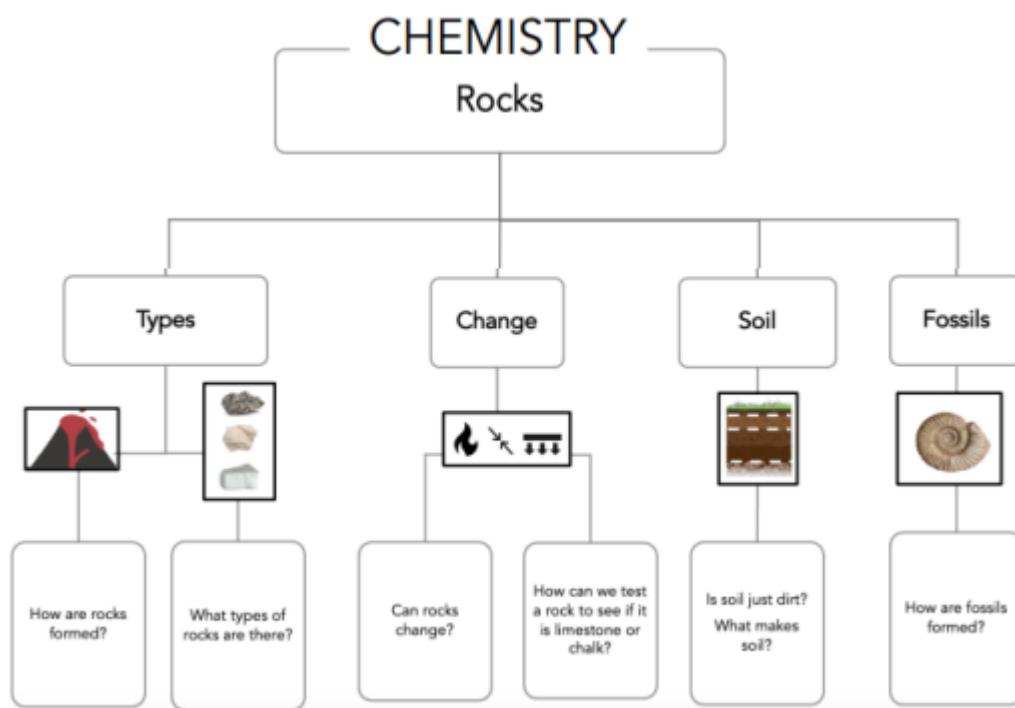 CHEMISTRY
Rocks
Types
Change
Soil
Fossils
How are rocks
formed?
What types of
rocks are there?
Can rocks
change?
How can we test
a rock to see if it
is limestone or
chalk?
Is soil just dirt?
What makes
soil?
How are fossils
formed?